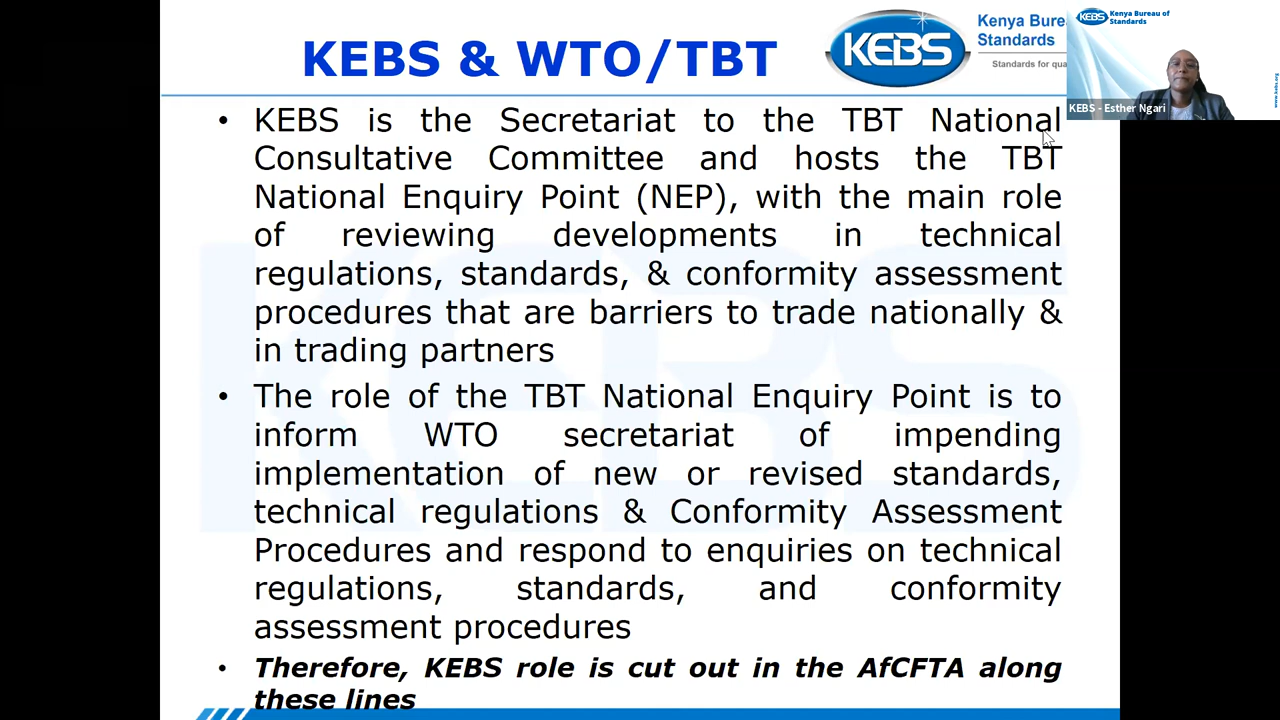 KEBS & WTO/TBT
KEBS
Kenya Bure
Standards
Standards for qua
KEBS Kenya Bureau of
Standards
www.kebs.org
KEBS - Esther Ngari
• KEBS is the Secretariat to the TBT National
Consultative Committee and hosts the TBT
National Enquiry Point (NEP), with the main role
of reviewing developments in technical
regulations, standards, & conformity assessment
procedures that are barriers to trade nationally &
in trading partners
• The role of the TBT National Enquiry Point is to
inform WTO secretariat of impending
implementation of new or revised standards,
technical regulations & Conformity Assessment
Procedures and respond to enquiries on technical
regulations, standards, and conformity
assessment procedures
• Therefore, KEBS role is cut out in the AfCFTA along
these lines